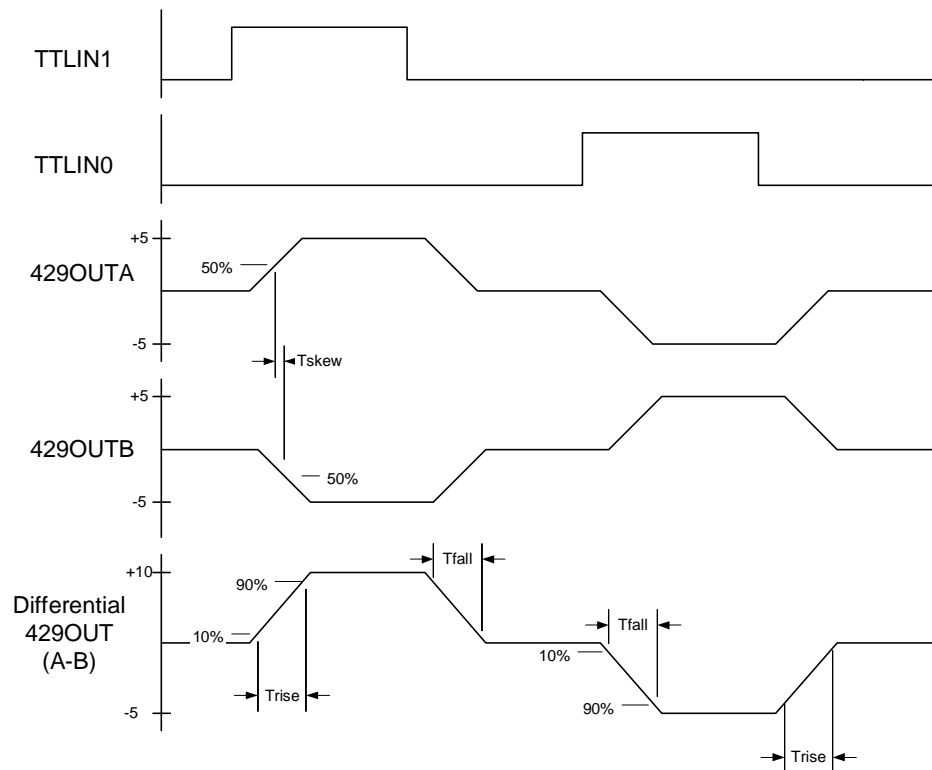 TTLIN1
TTLIN0
+5
50%
429OUTA
-5
Tskew
+5
429OUTB
50%
-5
+10
Tfall
90%
Differential
429OUT
(A-B)
10%
Tfall
10%
Trise
90%
-5
Trise